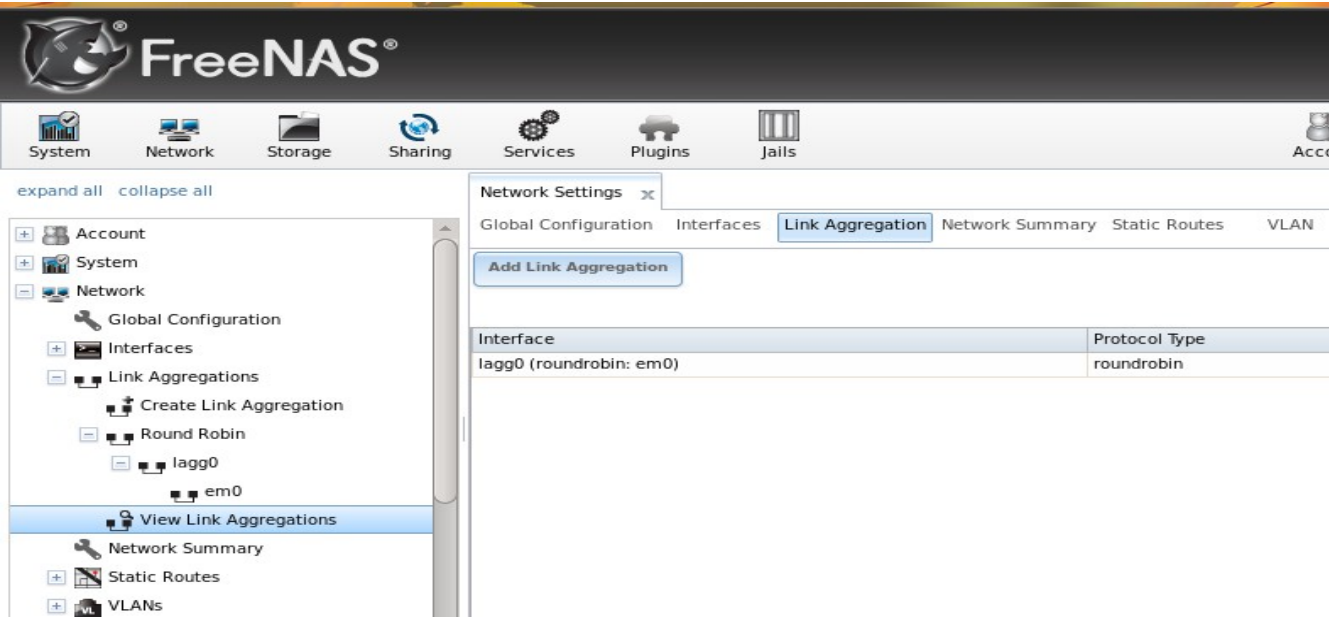 FreeNAS®
System Network Storage Sharing Services Plugins Jails
expand all collapse all
Account
System
Network
Global Configuration
Interfaces
Link Aggregations
Create Link Aggregation
Round Robin
lagg0
em0
View Link Aggregations
Network Summary
Static Routes
VLANs
Network Settings x
Global Configuration Interfaces Link Aggregation Network Summary Static Routes VLAN
Add Link Aggregation
Interface Protocol Type
lagg0 (roundrobin: em0) roundrobin